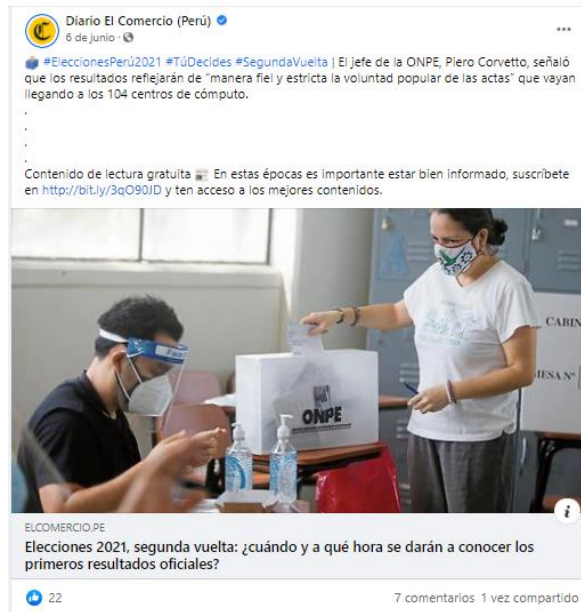 Diario El Comercio (Perú)
6 de junio ·
#EleccionesPerú2021 #TúDecides #SegundaVuelta | El jefe de la ONPE, Piero Corvetto, señaló
que los resultados reflejarán de "manera fiel y estricta la voluntad popular de las actas" que vayan
llegando a los 104 centros de cómputo.
.
.
.
.
Contenido de lectura gratuita En estas épocas es importante estar bien informado, suscríbete
en http://bit.ly/3qO90JD y ten acceso a los mejores contenidos.
CABIN
MESA N°
ONPE
ELCOMERCIO.PE
Elecciones 2021, segunda vuelta: ¿cuándo y a qué hora se darán a conocer los
primeros resultados oficiales?
22
7 comentarios 1 vez compartido